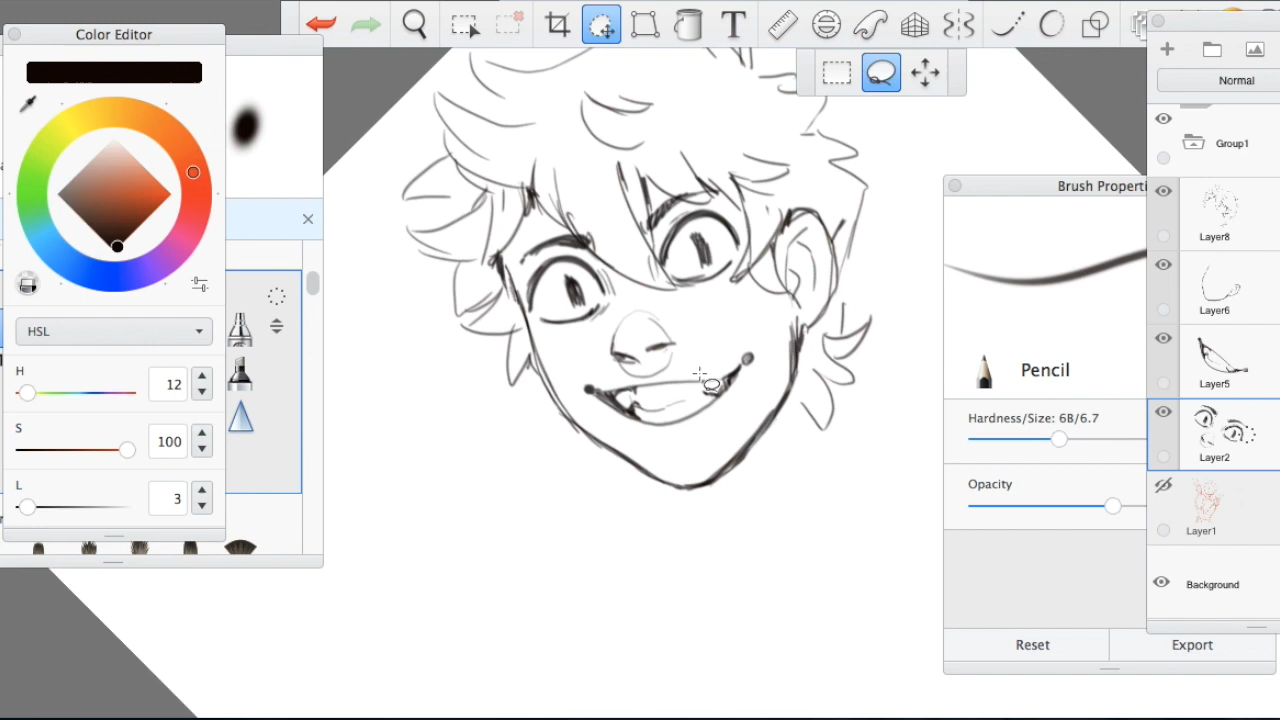 Color Editor
HSL
H
12
S
100
L
3
T
Normal
Group1
Layer8
Layer6
Layer5
Layer2
Layer1
Background
Brush Properti
Pencil
Hardness/Size: 6B/6.7
Opacity
Reset
Export